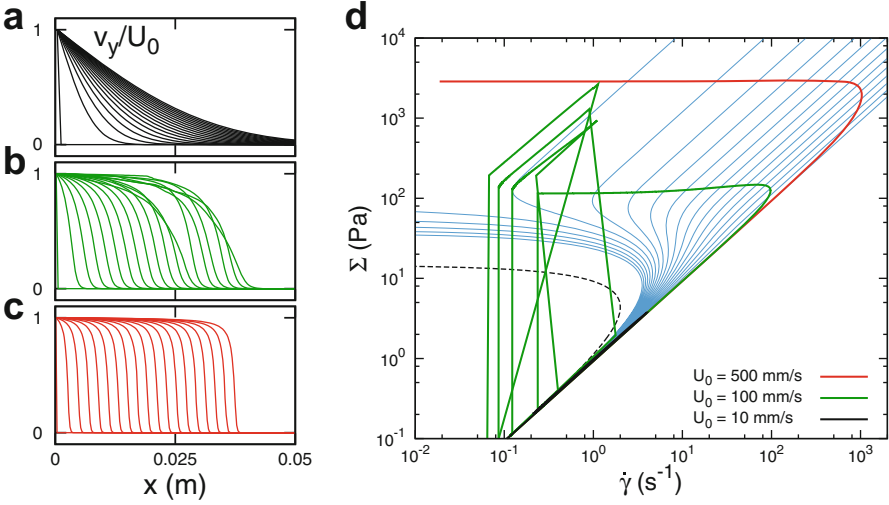 a
v_y/U_0
1
0
b
1
0
c
1
0
0
0.025
0.05
x (m)
d
10^4
10^3
10^2
10^1
10^0
10^-1
Σ (Pa)
U_0 = 500 mm/s
U_0 = 100 mm/s
U_0 = 10 mm/s
10^-2
10^-1
10^0
10^1
10^2
10^3
γ̇ (s^-1)